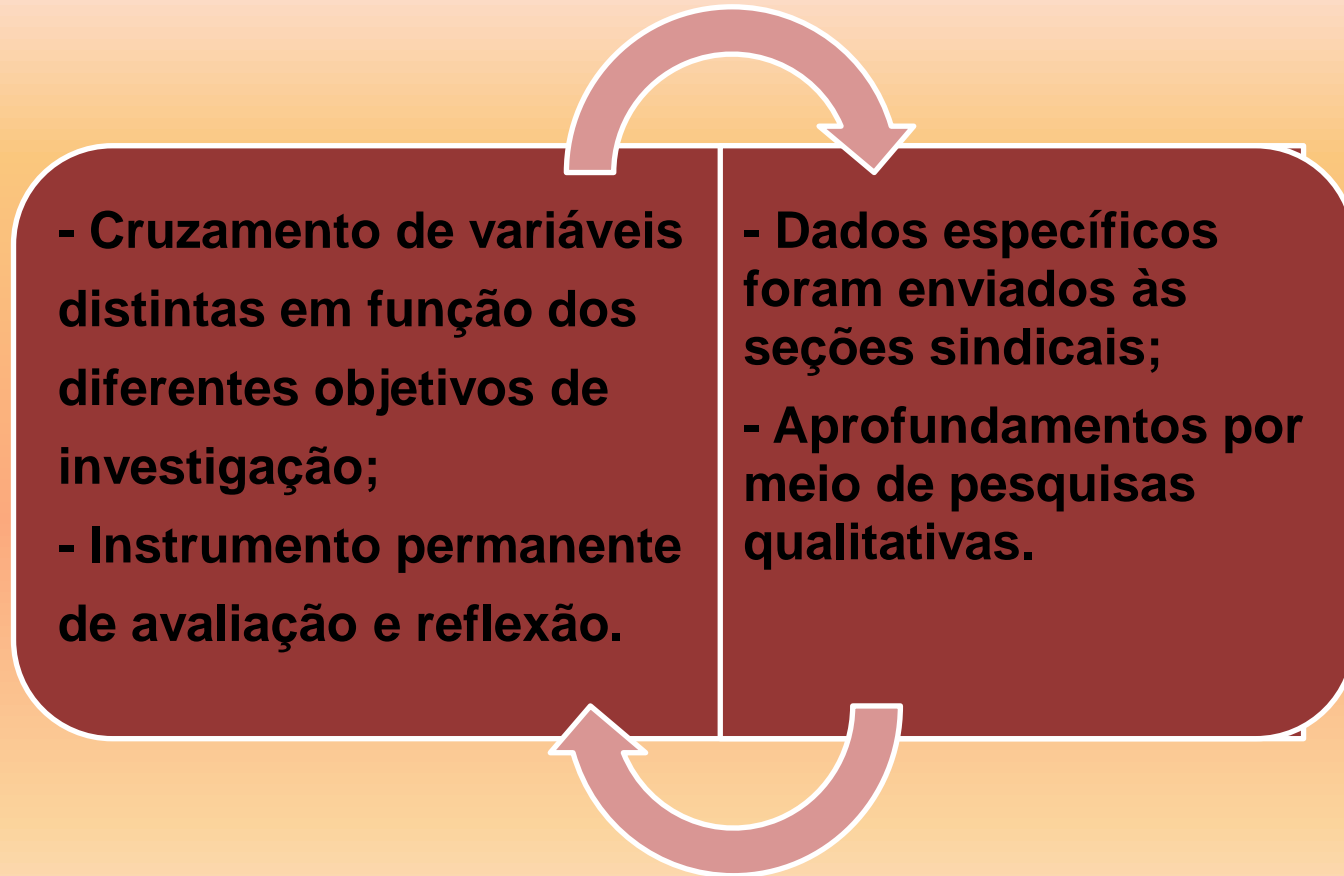 - Cruzamento de variáveis
distintas em função dos
diferentes objetivos de
investigação;
- Instrumento permanente
de avaliação e reflexão.
- Dados específicos
foram enviados às
seções sindicais;
- Aprofundamentos por
meio de pesquisas
qualitativas.